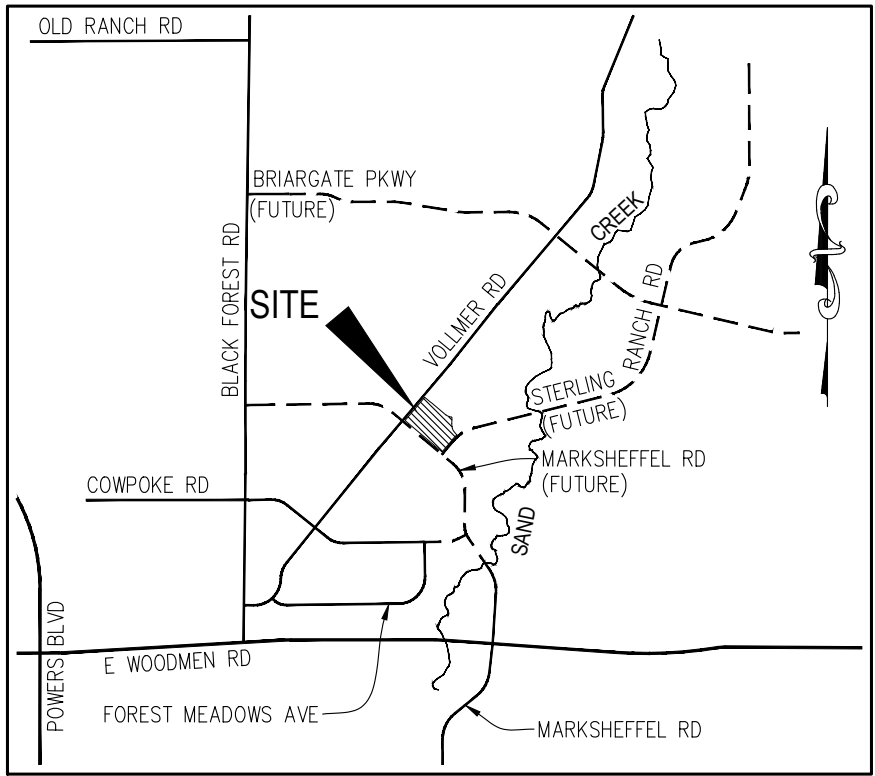 OLD RANCH RD
BRIARGATE PKWY
(FUTURE)
CREEK
BLACK FOREST RD
SITE
VOLLMER RD
STERLING RANCH RD
(FUTURE)
MARKSHEFFEL RD
(FUTURE)
COWPOKE RD
SAND
POWERS BLVD
E WOODMEN RD
FOREST MEADOWS AVE
MARKSHEFFEL RD